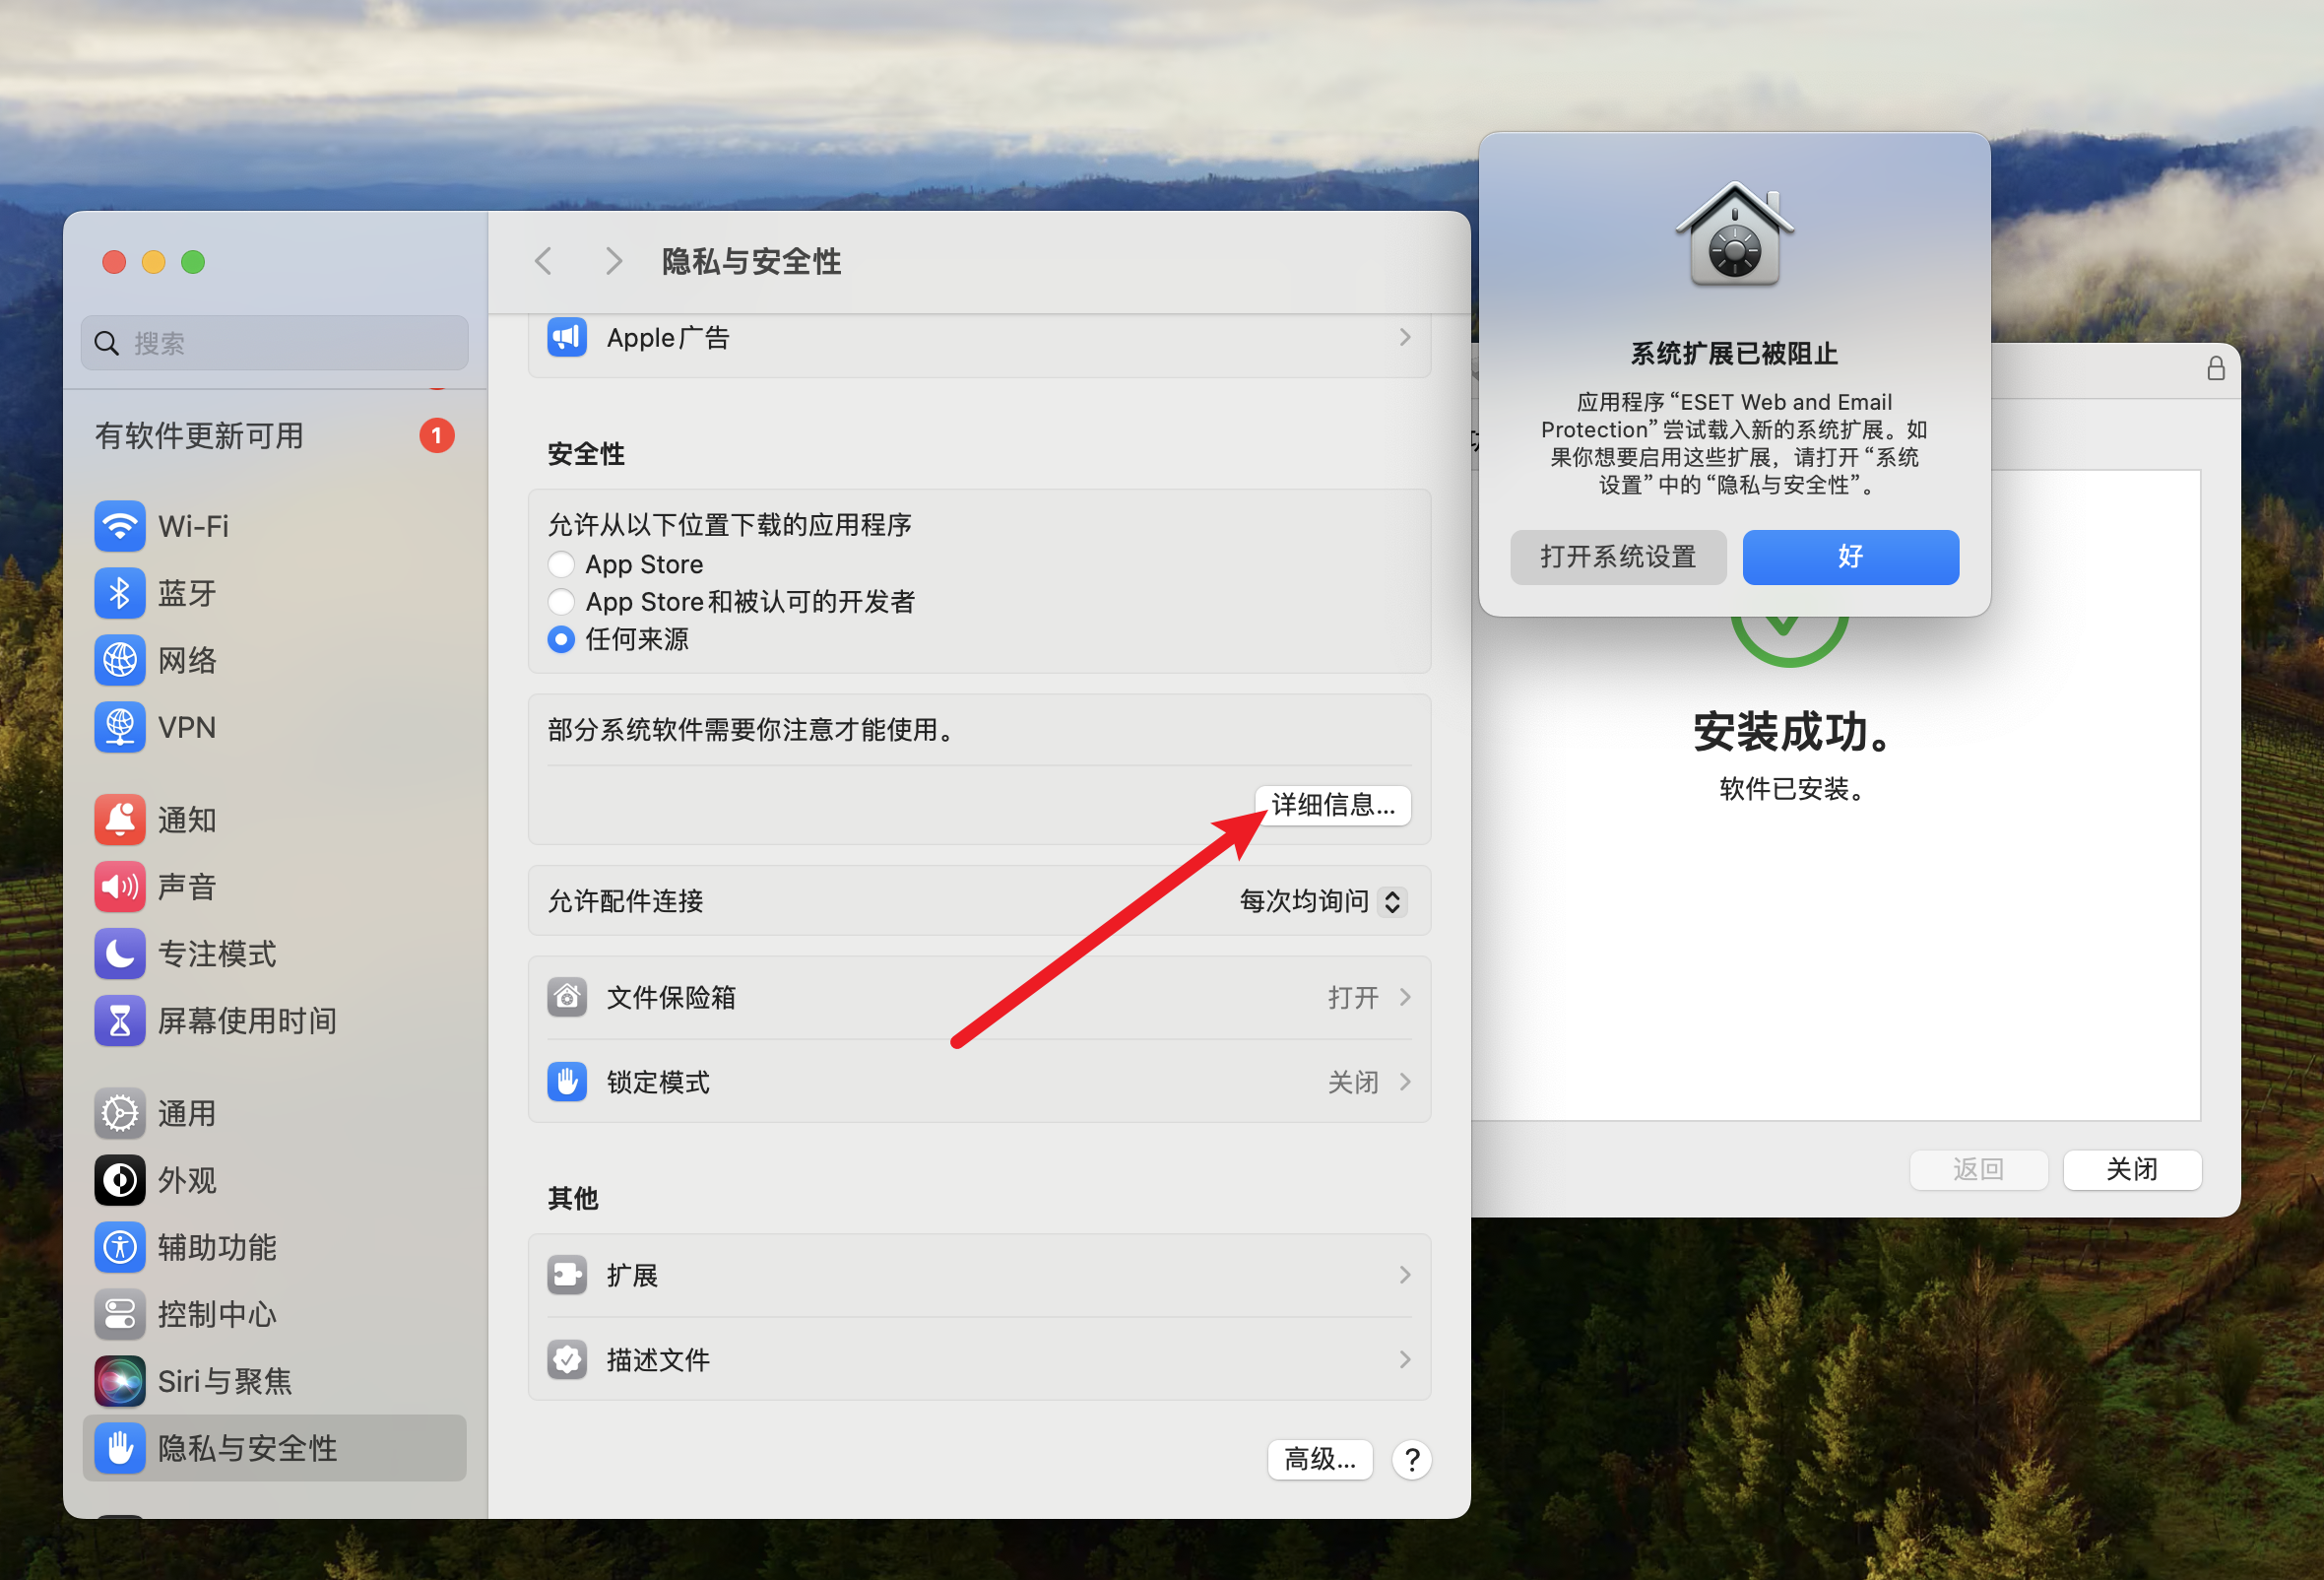 搜索
有软件更新可用
1
Wi-Fi
蓝牙
网络
VPN
通知
声音
专注模式
屏幕使用时间
通用
外观
辅助功能
控制中心
Siri与聚焦
隐私与安全性
隐私与安全性
Apple广告
安全性
允许从以下位置下载的应用程序
App Store
App Store和被认可的开发者
任何来源
部分系统软件需要你注意才能使用。
详细信息...
允许配件连接
每次均询问
文件保险箱
打开
锁定模式
关闭
其他
扩展
描述文件
高级...
?
系统扩展已被阻止
应用程序“ESET Web and Email
Protection”尝试载入新的系统扩展。如
果你想要启用这些扩展，请打开“系统
设置”中的“隐私与安全性”。
打开系统设置
好
安装成功。
软件已安装。
返回
关闭